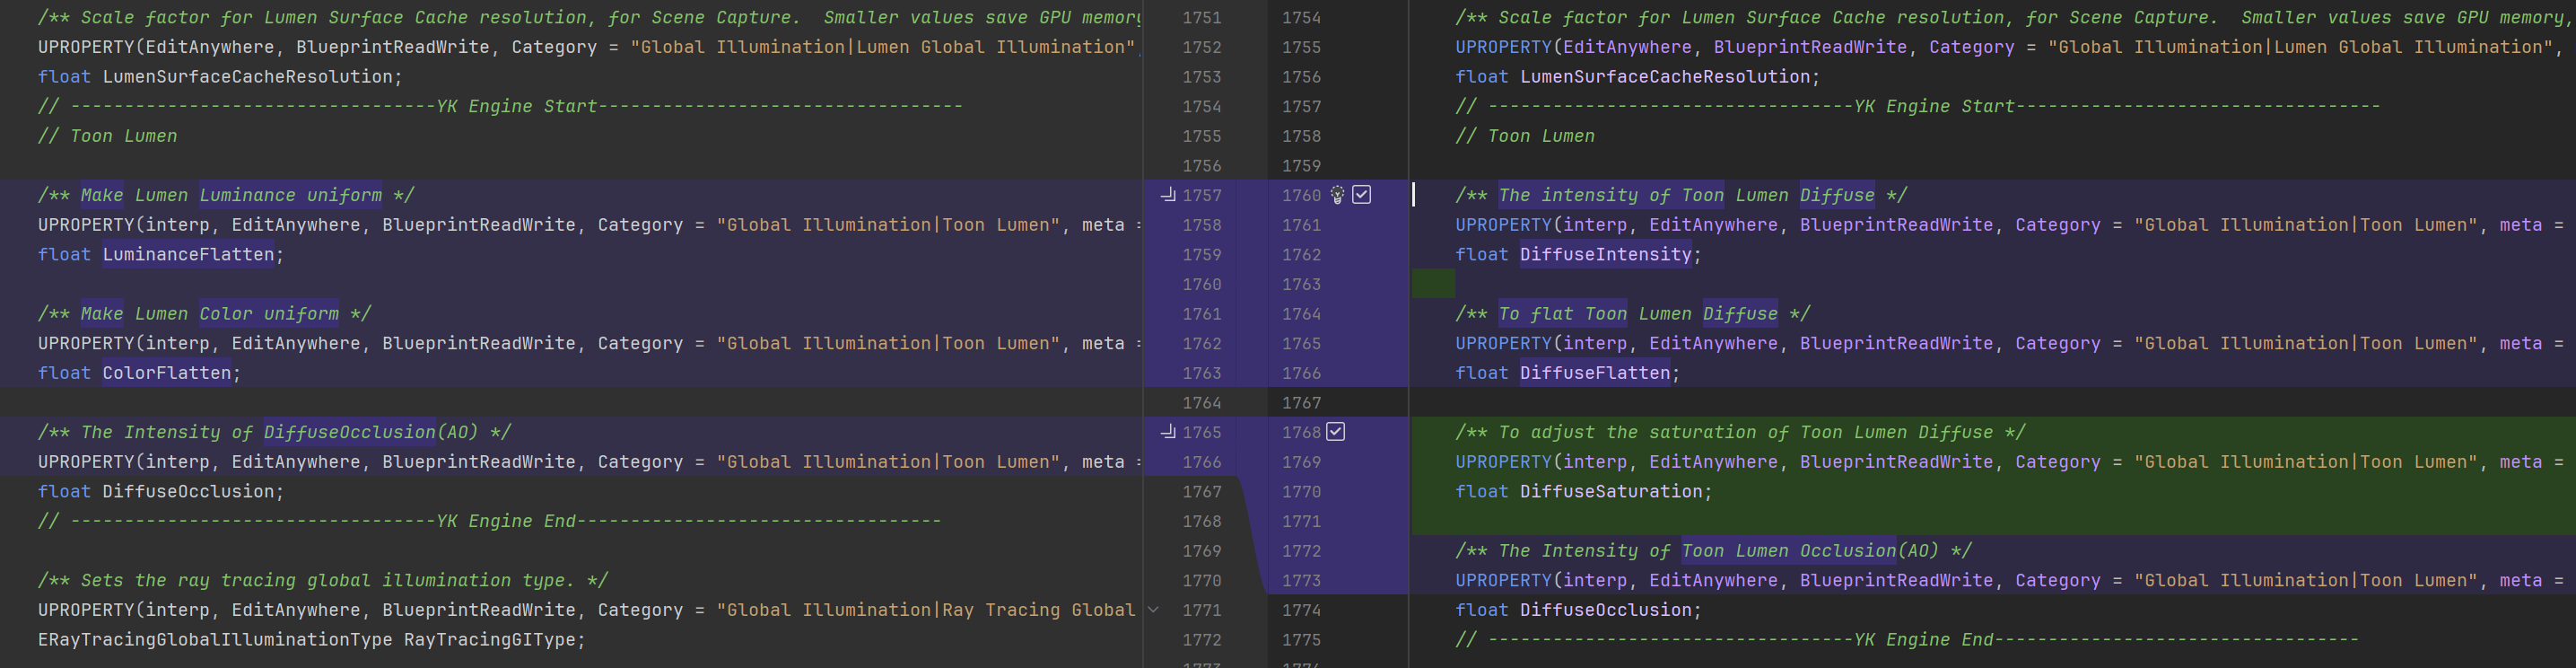 /** Scale factor for Lumen Surface Cache resolution, for Scene Capture.  Smaller values save GPU memory
UPROPERTY(EditAnywhere, BlueprintReadWrite, Category = "Global Illumination|Lumen Global Illumination",
float LumenSurfaceCacheResolution;
// ----------------------------------YK Engine Start----------------------------------
// Toon Lumen
/** Make Lumen Luminance uniform */
UPROPERTY(interp, EditAnywhere, BlueprintReadWrite, Category = "Global Illumination|Toon Lumen", meta =
float LuminanceFlatten;
/** Make Lumen Color uniform */
UPROPERTY(interp, EditAnywhere, BlueprintReadWrite, Category = "Global Illumination|Toon Lumen", meta =
float ColorFlatten;
/** The Intensity of DiffuseOcclusion(AO) */
UPROPERTY(interp, EditAnywhere, BlueprintReadWrite, Category = "Global Illumination|Toon Lumen", meta =
float DiffuseOcclusion;
// ----------------------------------YK Engine End----------------------------------
/** Sets the ray tracing global illumination type. */
UPROPERTY(interp, EditAnywhere, BlueprintReadWrite, Category = "Global Illumination|Ray Tracing Global
ERayTracingGlobalIlluminationType RayTracingGIType;
1751 1754
1752 1755
1753 1756
1754 1757
1755 1758
1756 1759
1757 1760
1758 1761
1759 1762
1760 1763
1761 1764
1762 1765
1763 1766
1764 1767
1765 1768
1766 1769
1767 1770
1768 1771
1769 1772
1770 1773
1771 1774
1772 1775
/** Scale factor for Lumen Surface Cache resolution, for Scene Capture.  Smaller values save GPU memory,
UPROPERTY(EditAnywhere, BlueprintReadWrite, Category = "Global Illumination|Lumen Global Illumination",
float LumenSurfaceCacheResolution;
// ----------------------------------YK Engine Start----------------------------------
// Toon Lumen
/** The intensity of Toon Lumen Diffuse */
UPROPERTY(interp, EditAnywhere, BlueprintReadWrite, Category = "Global Illumination|Toon Lumen", meta =
float DiffuseIntensity;
/** To flat Toon Lumen Diffuse */
UPROPERTY(interp, EditAnywhere, BlueprintReadWrite, Category = "Global Illumination|Toon Lumen", meta =
float DiffuseFlatten;
/** To adjust the saturation of Toon Lumen Diffuse */
UPROPERTY(interp, EditAnywhere, BlueprintReadWrite, Category = "Global Illumination|Toon Lumen", meta =
float DiffuseSaturation;
/** The Intensity of Toon Lumen Occlusion(AO) */
UPROPERTY(interp, EditAnywhere, BlueprintReadWrite, Category = "Global Illumination|Toon Lumen", meta =
float DiffuseOcclusion;
// ----------------------------------YK Engine End----------------------------------